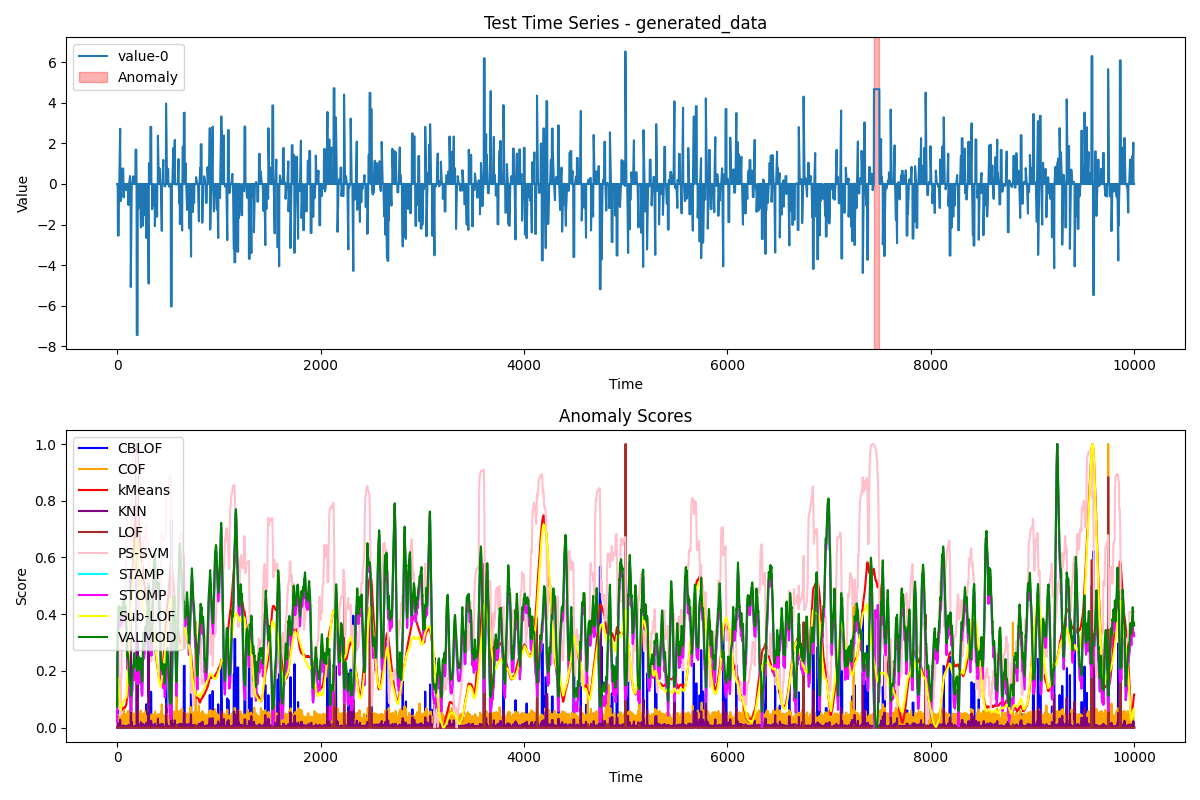 Test Time Series - generated_data
value-0
Anomaly
6
4
2
0
−2
−4
−6
−8
Value
0 2000 4000 6000 8000 10000
Time
Anomaly Scores
CBLOF
COF
kMeans
KNN
LOF
PS-SVM
STAMP
STOMP
Sub-LOF
VALMOD
1.0
0.8
0.6
0.4
0.2
0.0
Score
0 2000 4000 6000 8000 10000
Time